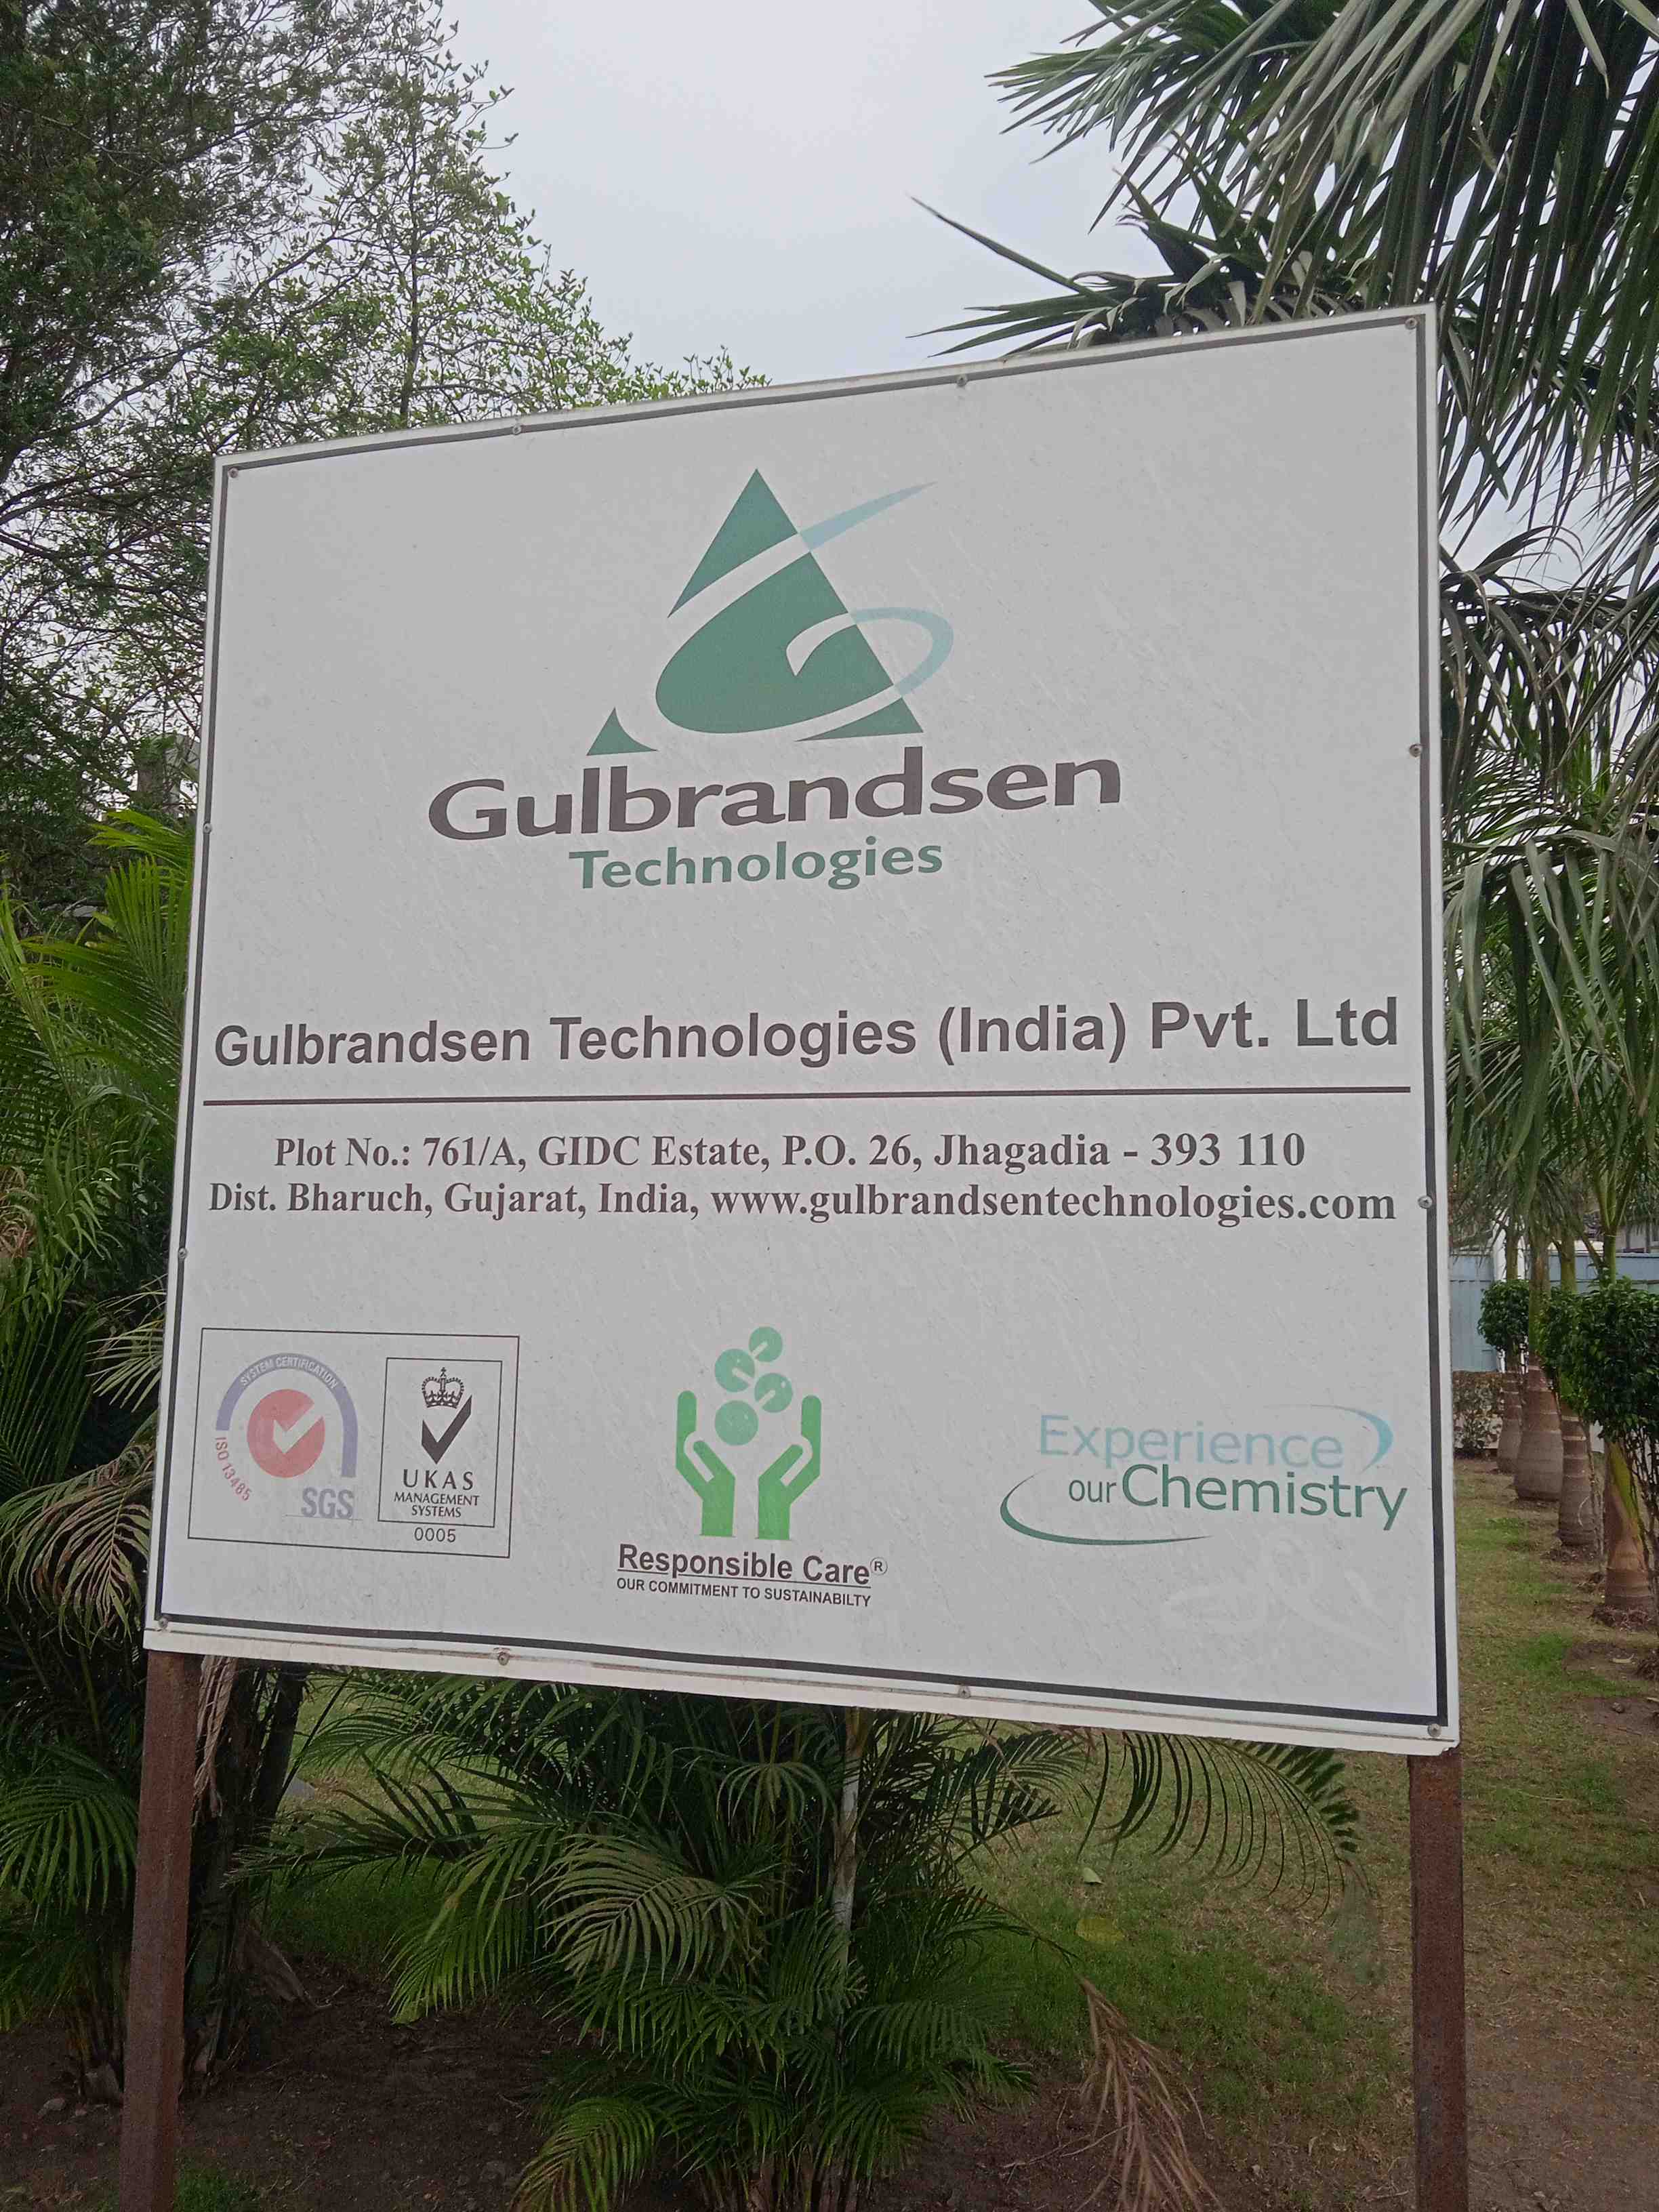 Gulbrandsen
Technologies
Gulbrandsen Technologies (India) Pvt. Ltd
Plot No.: 761/A, GIDC Estate, P.O. 26, Jhagadia - 393 110
Dist. Bharuch, Gujarat, India, www.gulbrandsentechnologies.com
SYSTEM CERTIFICATION
ISO 13485
SGS
UKAS
MANAGEMENT
SYSTEMS
0005
Responsible Care®
OUR COMMITMENT TO SUSTAINABILTY
Experience
our Chemistry